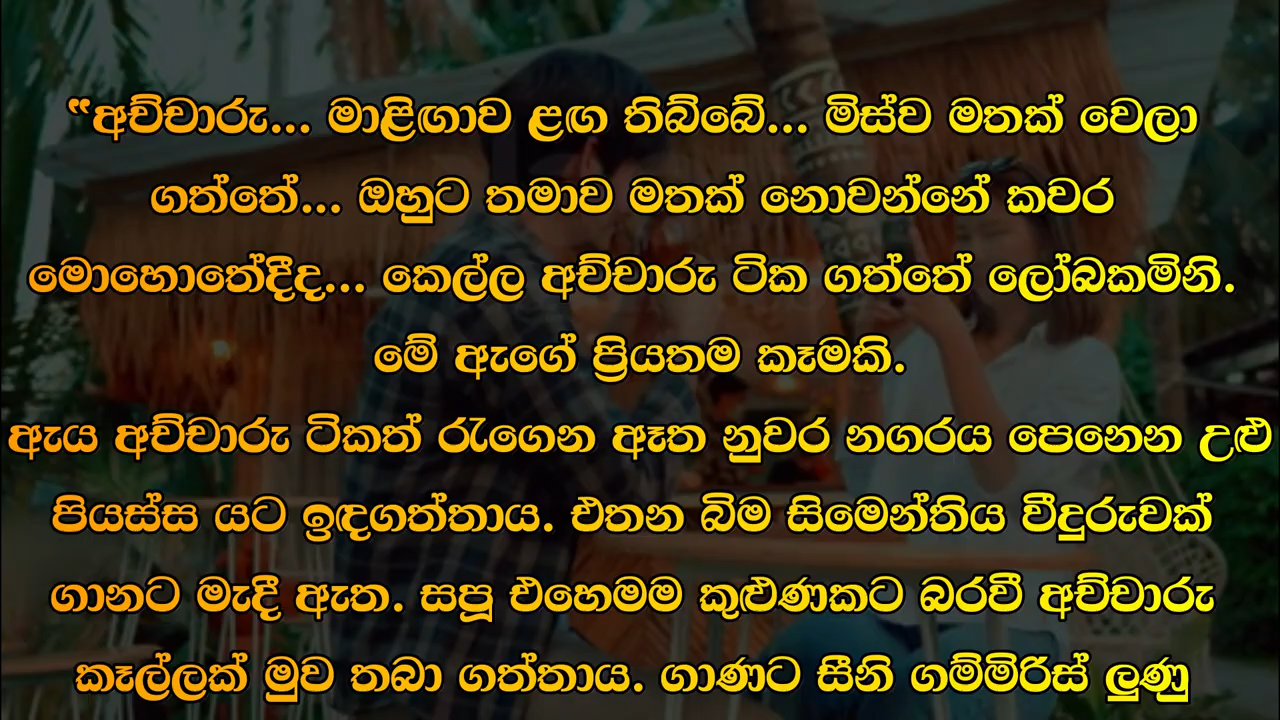 “අච්චාරු... මාළිඟාව ළඟ තිබ්බේ... මිස්ව මතක් වෙලා
ගත්තේ... ඔහුට තමාව මතක් නොවන්නේ කවර
මොහොතේදීද... කෙල්ල අච්චාරු ටික ගත්තේ ලෝබකමිනි.
මේ ඇගේ ප්‍රියතම කෑමකි.
ඇය අච්චාරු ටිකත් රැගෙන ඈත නුවර නගරය පෙනෙන උළු
පියස්ස යට ඉඳගත්තාය. එතන බිම සිමෙන්තිය වීදුරුවක්
ගානට මැදී ඇත. සපූ එහෙමම කුළුණකට බරවී අච්චාරු
කෑල්ලක් මුව තබා ගත්තාය. ගාණට සීනි ගම්මිරිස් ලුණු